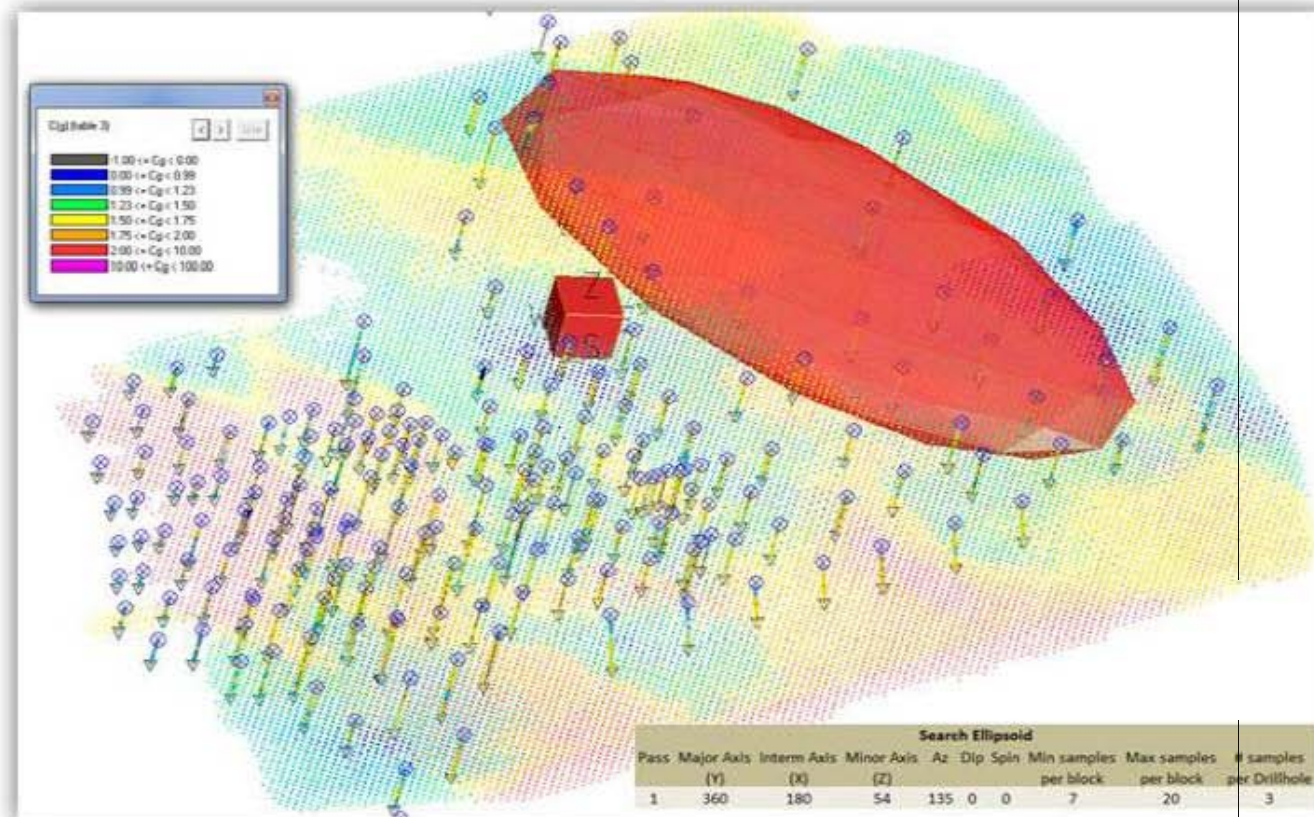 C(g) (table 3)
< >
-1.00 <= Cg < 0.00
0.00 <= Cg < 0.99
0.99 <= Cg < 1.23
1.23 <= Cg < 1.50
1.50 <= Cg < 1.75
1.75 <= Cg < 2.00
2.00 <= Cg < 10.00
10.00 <= Cg < 100.00
Z
S
Search Ellipsoid
Pass Major Axis Interm Axis Minor Axis Az Dip Spin Min samples Max samples # samples
(Y) (X) (Z) per block per block per Drillhole
1 360 180 54 135 0 0 7 20 3